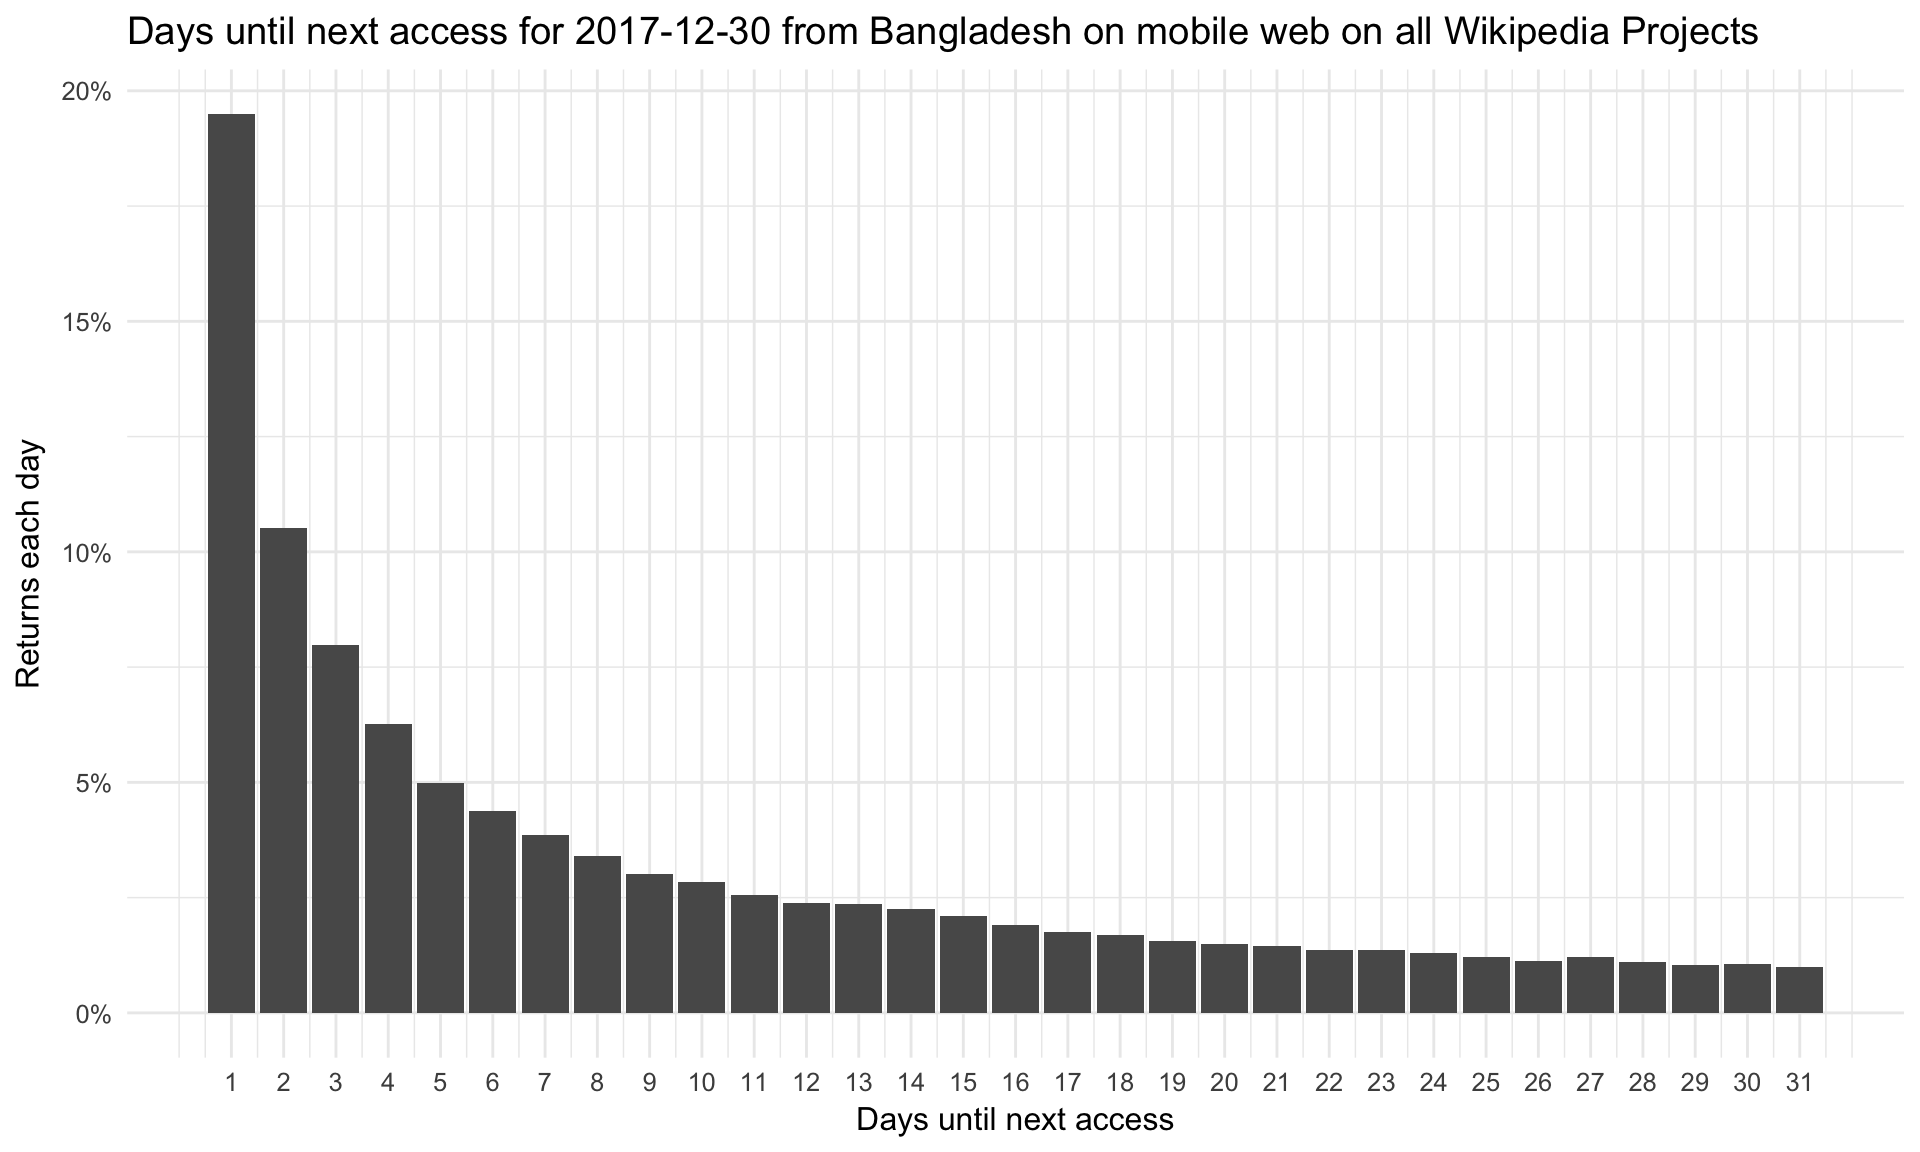 Days until next access for 2017-12-30 from Bangladesh on mobile web on all Wikipedia Projects
20%
15%
10%
5%
0%
Returns each day
1 2 3 4 5 6 7 8 9 10 11 12 13 14 15 16 17 18 19 20 21 22 23 24 25 26 27 28 29 30 31
Days until next access